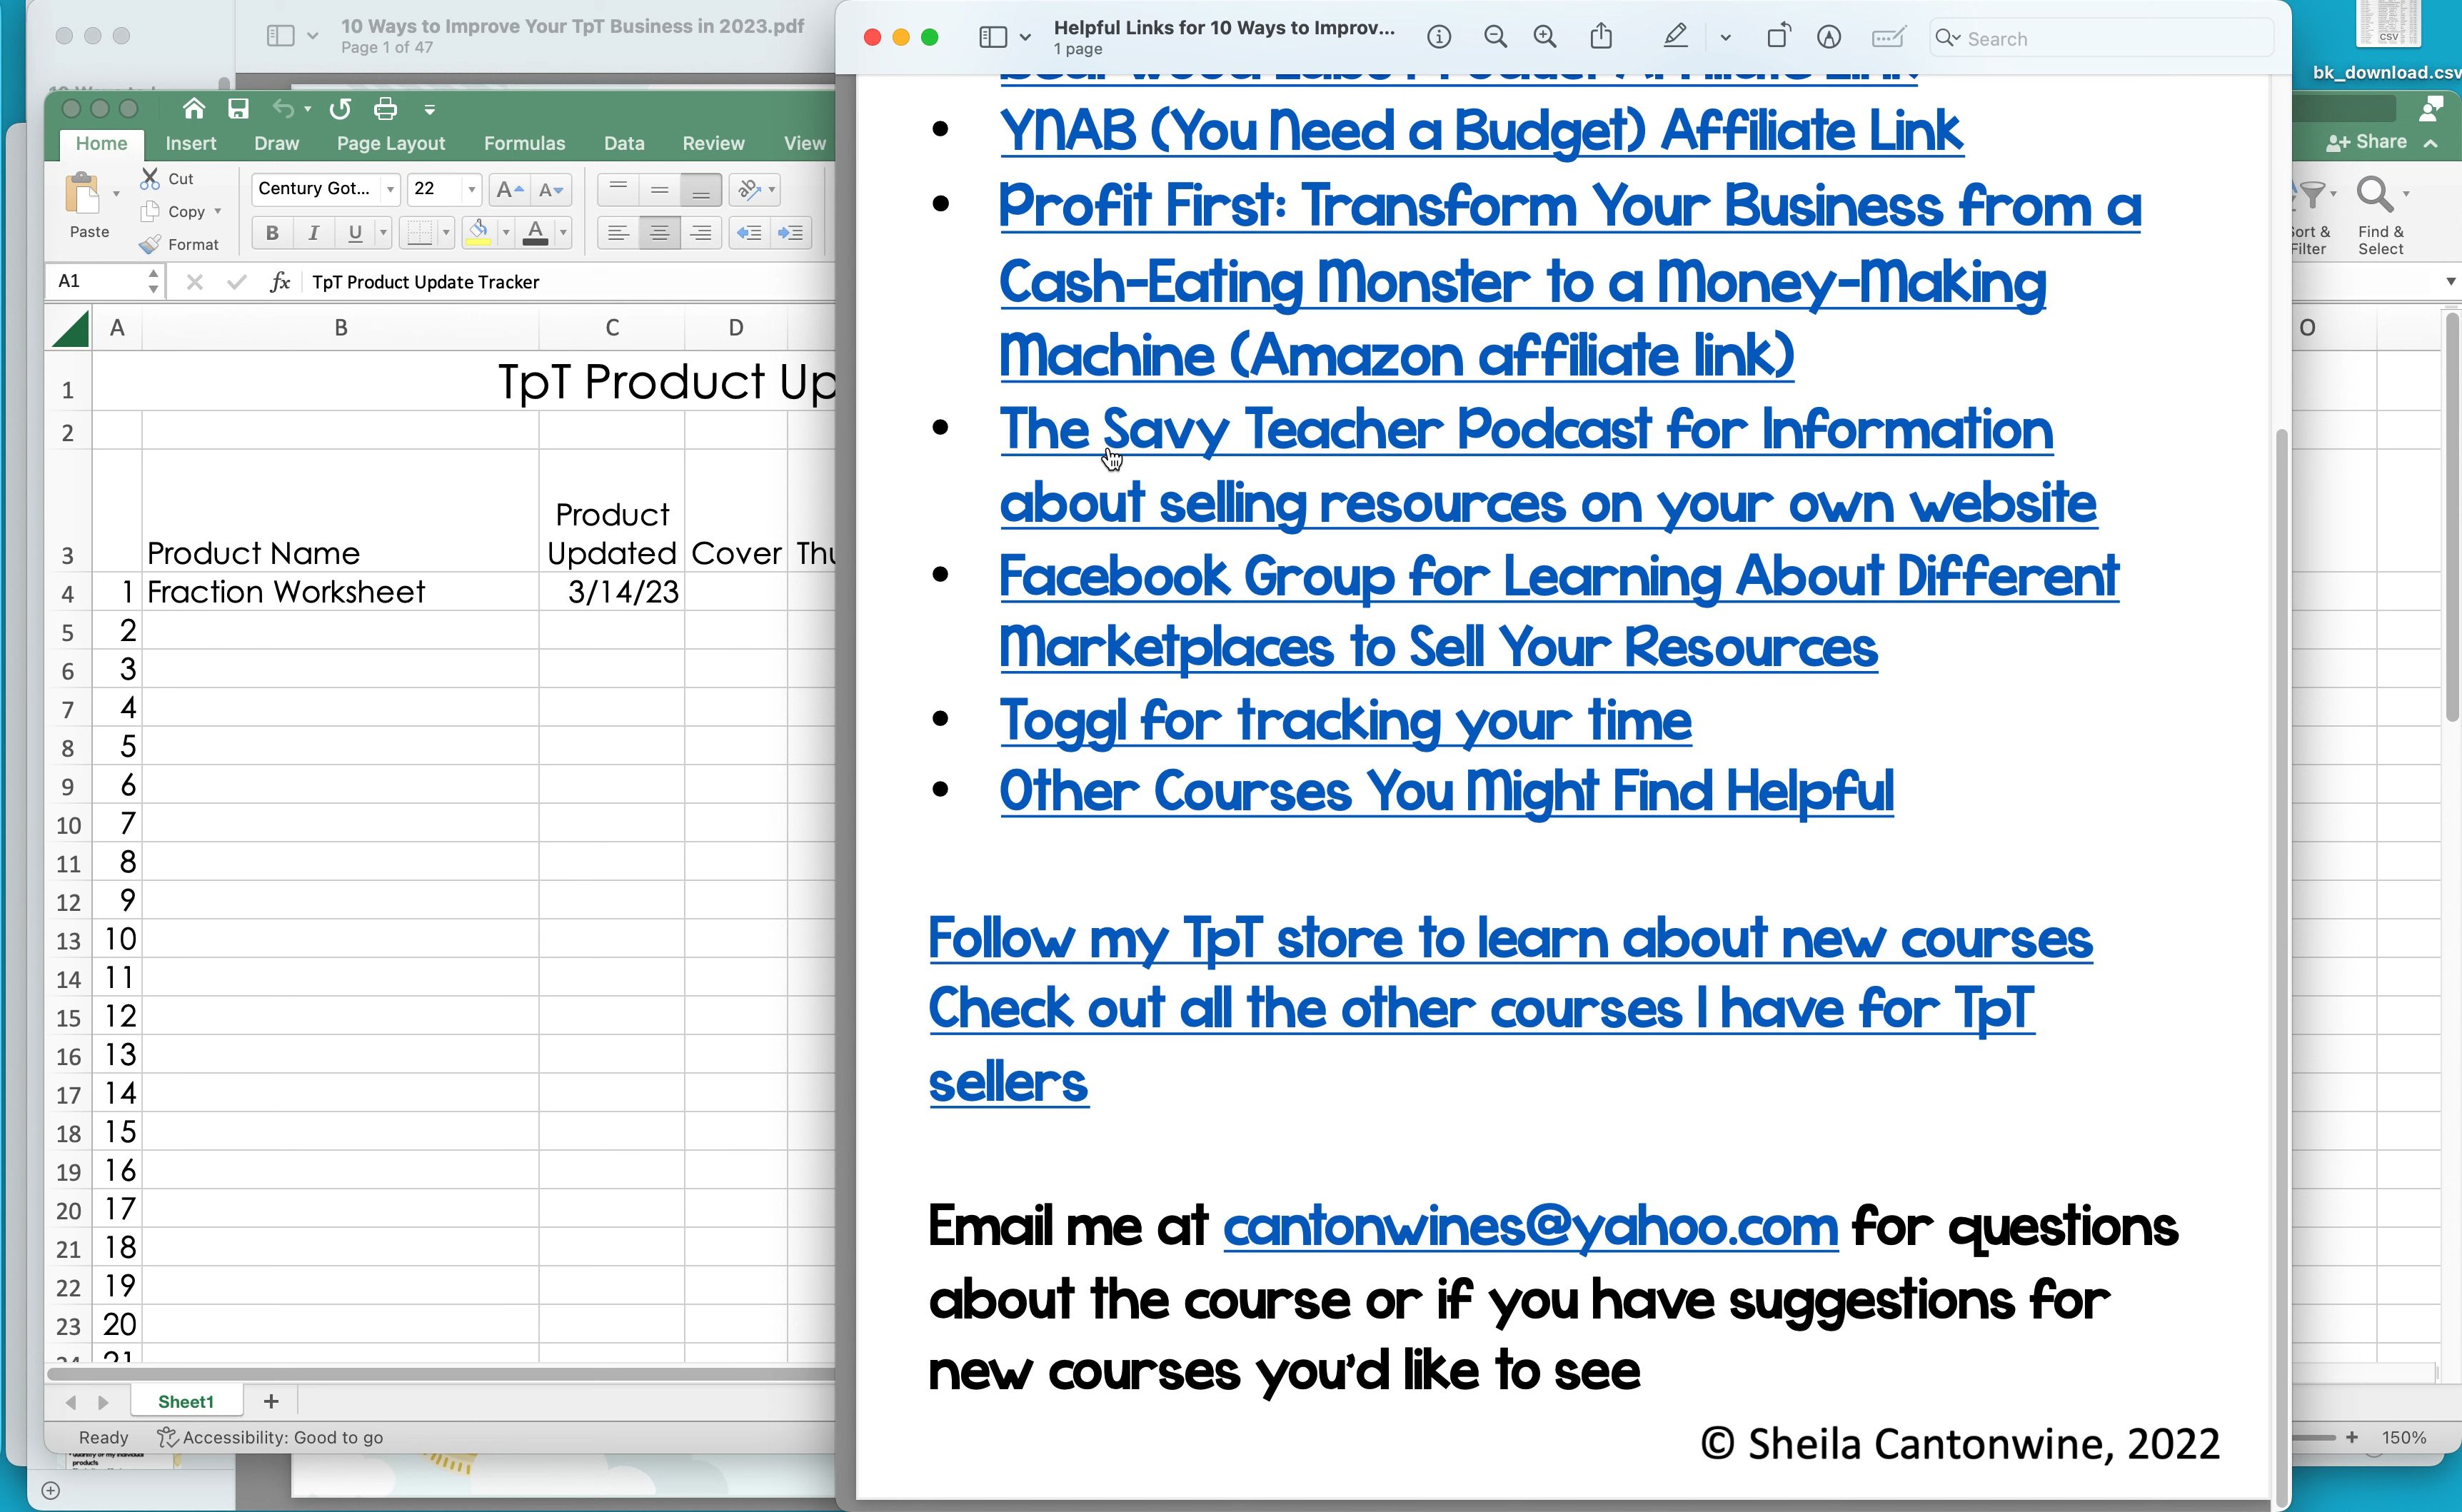 10 Ways to Improve Your TpT Business in 2023.pdf
Page 1 of 47
Helpful Links for 10 Ways to Improv...
1 page
Search
CSV
bk_download.csv
Home
Insert
Draw
Page Layout
Formulas
Data
Review
View
Share
Paste
Cut
Copy
Format
Century Got...
22
B I U
Find &
Select
Filter
A1
fx
TpT Product Update Tracker
A B C D
O
1 TpT Product Up
2
Product
3 Product Name Updated Cover
4 1 Fraction Worksheet 3/14/23
5 2
6 3
7 4
8 5
9 6
10 7
11 8
12 9
13 10
14 11
15 12
16 13
17 14
18 15
19 16
20 17
21 18
22 19
23 20
21
Sheet1
Ready
Accessibility: Good to go
products
150%
Product Affiliate Link
• YNAB (You Need a Budget) Affiliate Link
• Profit First: Transform Your Business from a
Cash-Eating Monster to a Money-Making
Machine (Amazon affiliate link)
• The Savy Teacher Podcast for Information
about selling resources on your own website
• Facebook Group for Learning About Different
Marketplaces to Sell Your Resources
• Toggl for tracking your time
• Other Courses You Might Find Helpful
Follow my TpT store to learn about new courses
Check out all the other courses I have for TpT
sellers
Email me at cantonwines@yahoo.com for questions
about the course or if you have suggestions for
new courses you'd like to see
© Sheila Cantonwine, 2022